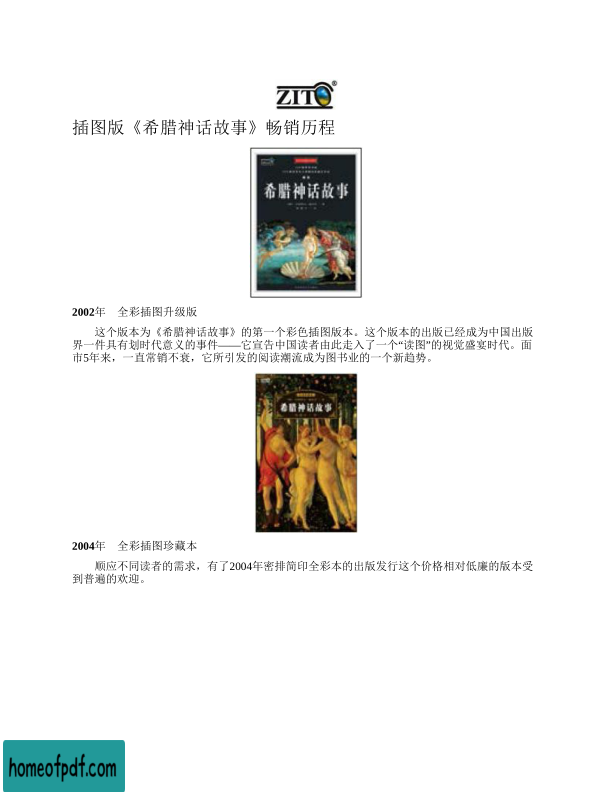 ZITO®
插图版《希腊神话故事》畅销历程
希腊神话故事
2002年 全彩插图升级版
这个版本为《希腊神话故事》的第一个彩色插图版本。这个版本的出版已经成为中国出版
界一件具有划时代意义的事件——它宣告中国读者由此走入了一个“读图”的视觉盛宴时代。面
市5年来，一直常销不衰，它所引发的阅读潮流成为图书业的一个新趋势。
希腊神话故事
2004年 全彩插图珍藏本
顺应不同读者的需求，有了2004年密排简印全彩本的出版发行这个价格相对低廉的版本受
到普遍的欢迎。
homeofpdf.com